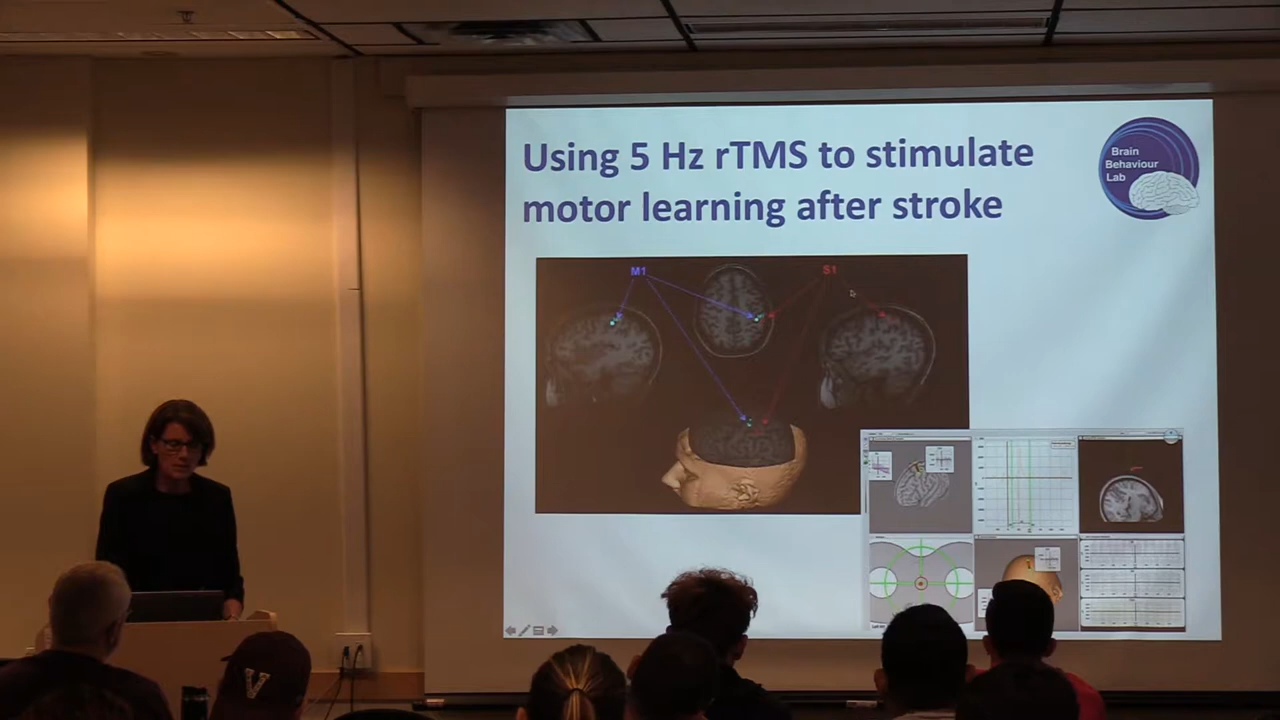 Using 5 Hz rTMS to stimulate
motor learning after stroke
Brain
Behaviour
Lab
M1
S1
V